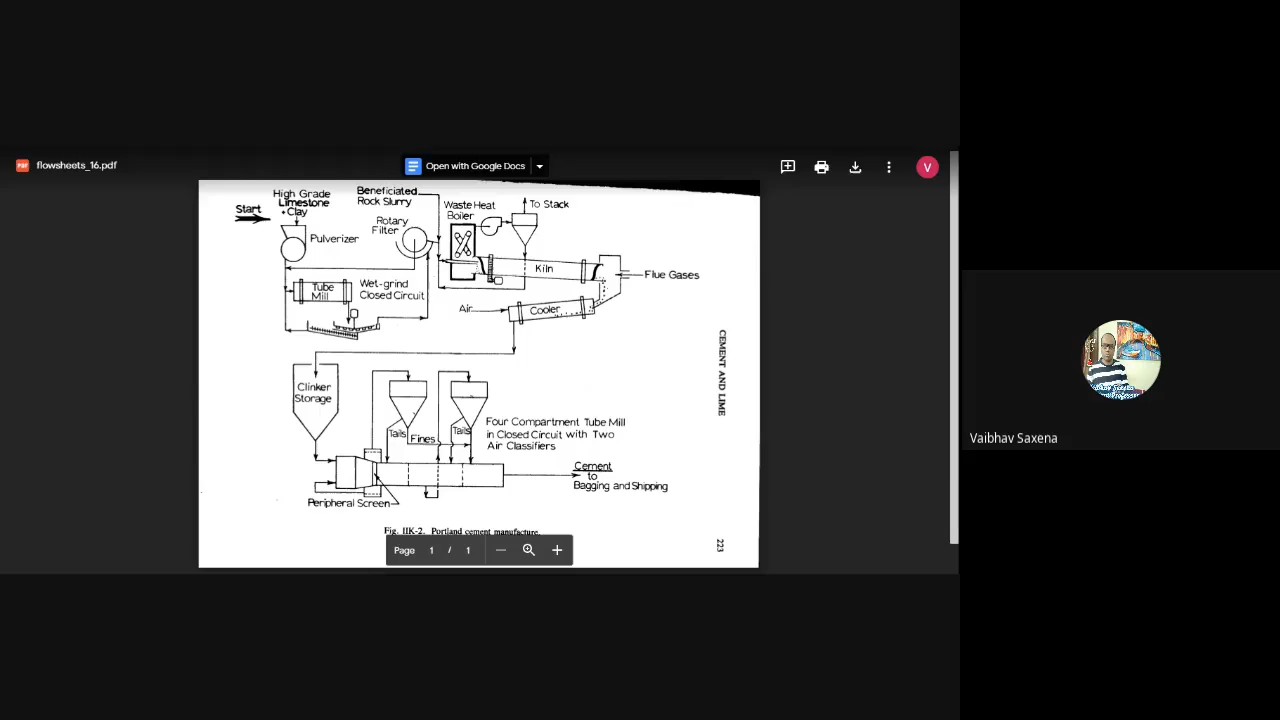 flowsheets_16.pdf
Open with Google Docs
V
Start
High Grade
Limestone
+Clay
Pulverizer
Beneficiated
Rock Slurry
Rotary
Filter
Waste Heat
Boiler
To Stack
Kiln
Flue Gases
Tube
Mill
Wet-grind
Closed Circuit
Air
Cooler
CEMENT AND LIME
Clinker
Storage
Tails
Fines
Tails
Four Compartment Tube Mill
in Closed Circuit with Two
Air Classifiers
Cement
to
Bagging and Shipping
Peripheral Screen
Fig. IIK-2. Portland cement manufacture.
223
Page 1 / 1
Vaibhav Saxena